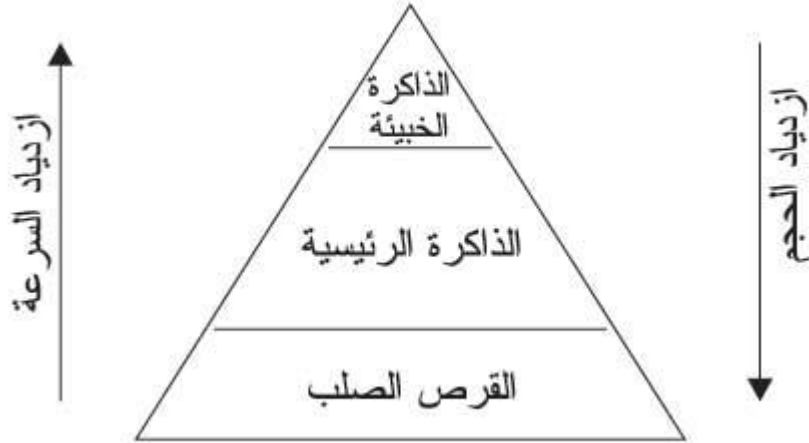 الذاكرة
الخبيئة
الذاكرة الرئيسية
القرص الصلب
ازدياد الحجم
ازدياد السرعة